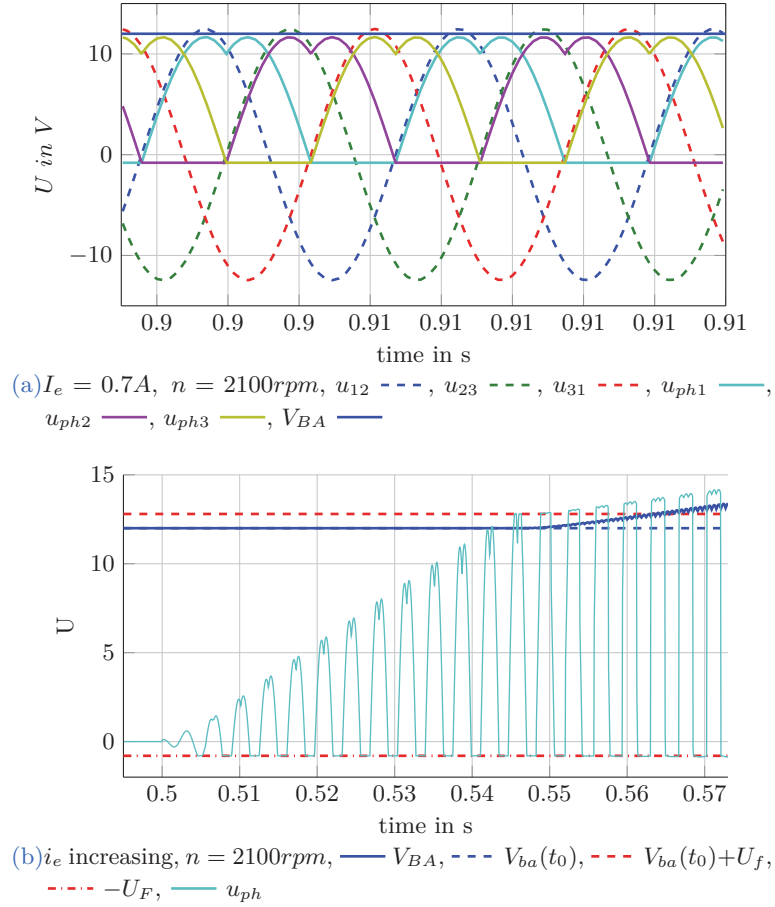 10
0
−10
U in V
0.9 0.9 0.9 0.91 0.91 0.91 0.91 0.91 0.91
time in s
(a) I_e = 0.7A, n = 2100rpm, u_12 , u_23 , u_31 , u_ph1 ,
u_ph2 , u_ph3 , V_BA
15
10
5
0
U
0.5 0.51 0.52 0.53 0.54 0.55 0.56 0.57
time in s
(b) i_e increasing, n = 2100rpm, V_BA, V_ba(t_0), V_ba(t_0)+U_f,
−U_F, u_ph